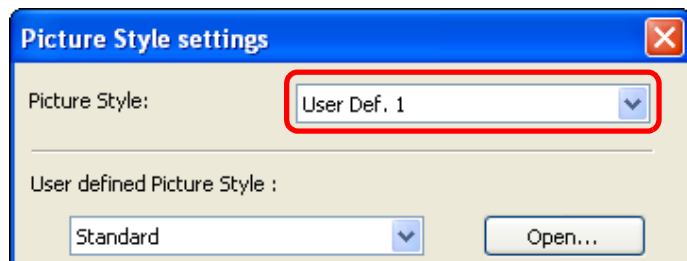 Picture Style settings
Picture Style: User Def. 1
User defined Picture Style :
Standard Open...